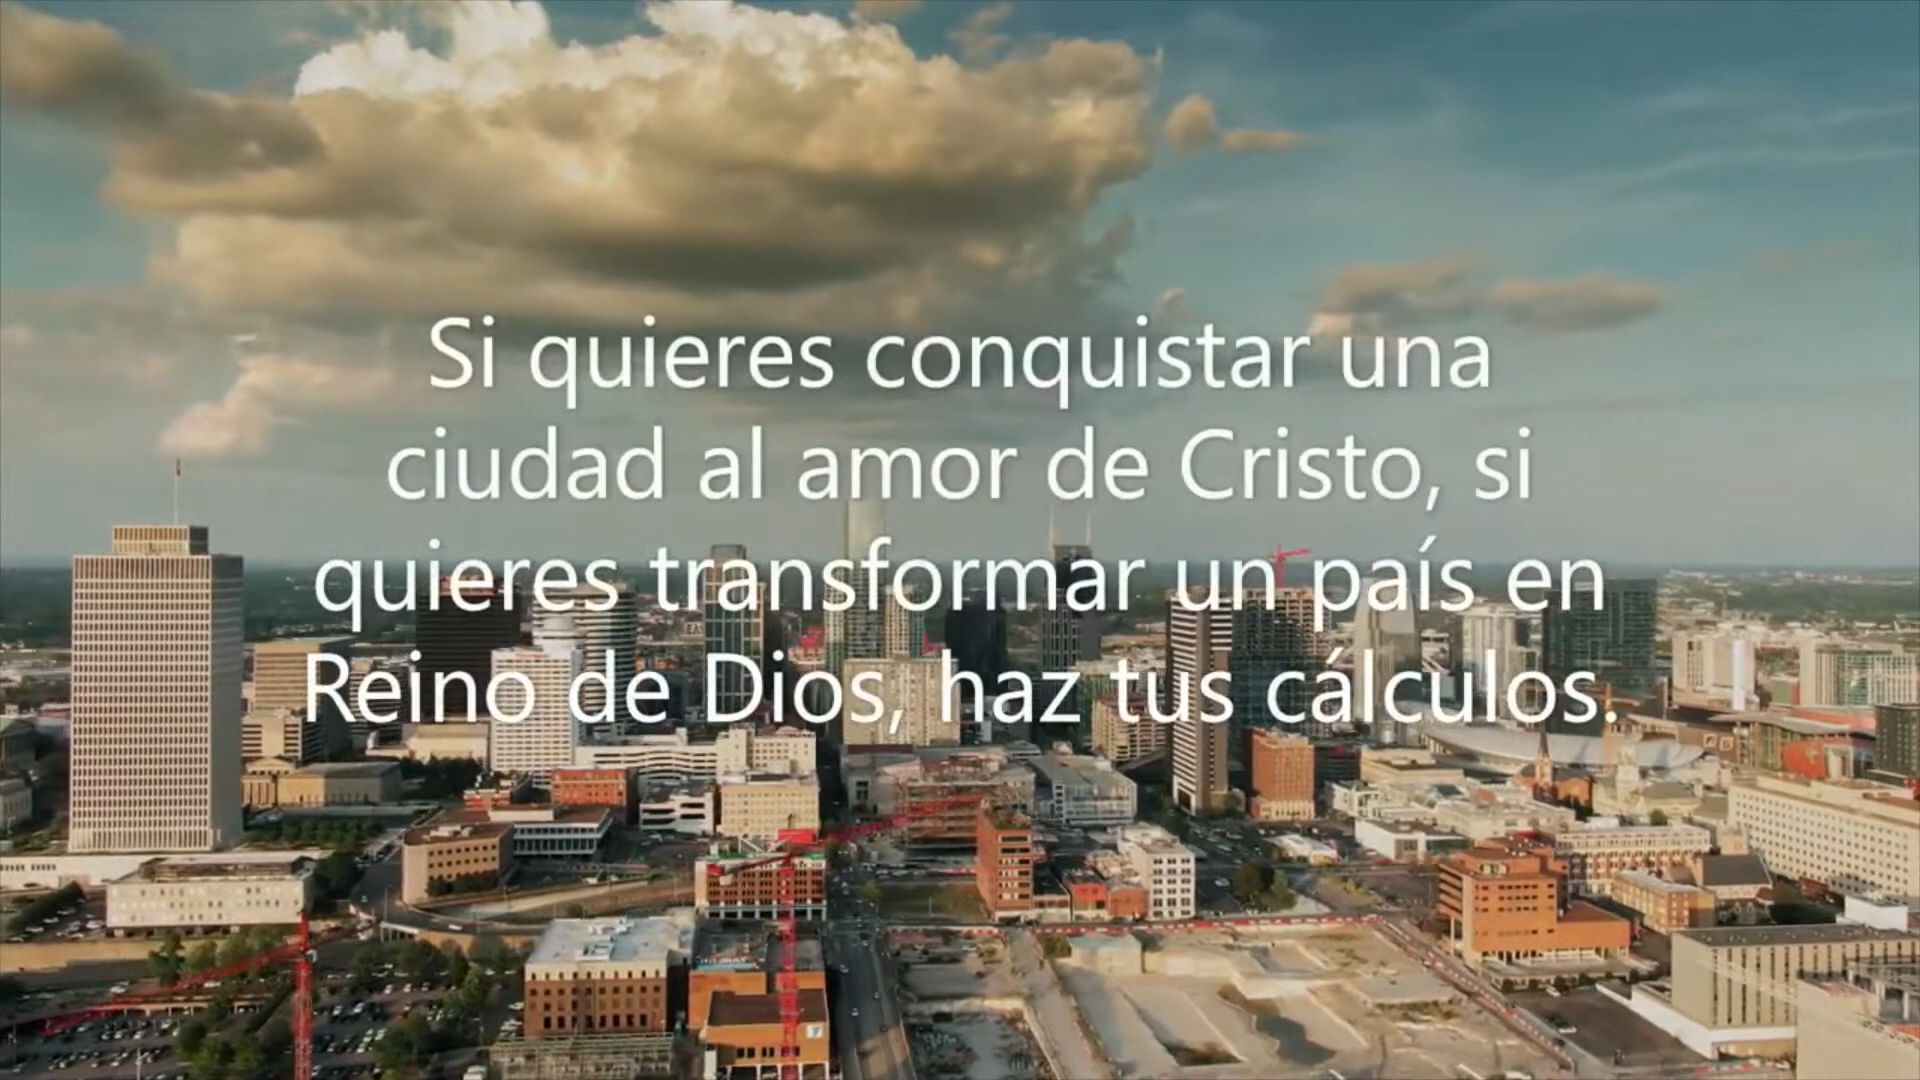 Si quieres conquistar una
ciudad al amor de Cristo, si
quieres transformar un país en
Reino de Dios, haz tus cálculos.